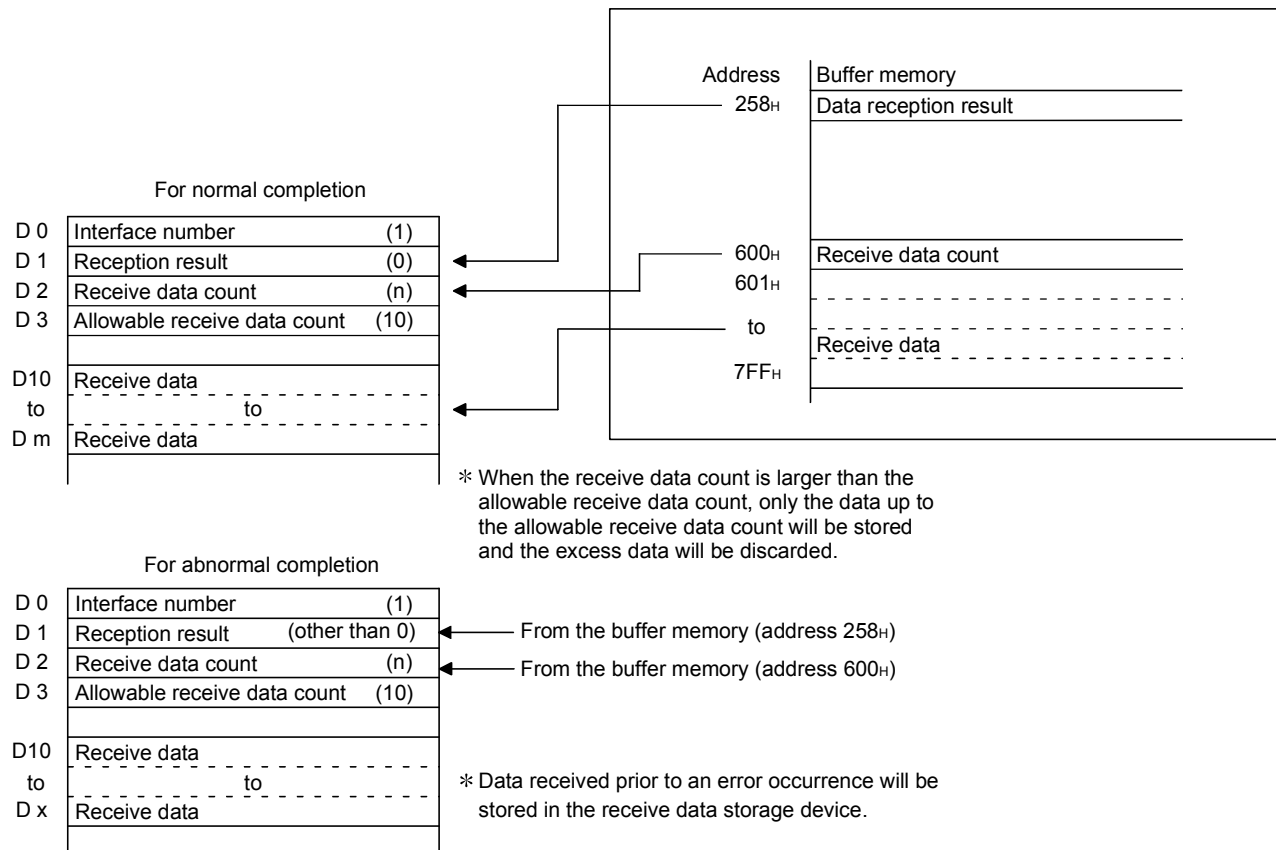 Address Buffer memory
258H Data reception result
600H Receive data count
601H
to
Receive data
7FFH
For normal completion
D 0 Interface number (1)
D 1 Reception result (0)
D 2 Receive data count (n)
D 3 Allowable receive data count (10)
D10 Receive data
to to
D m Receive data
* When the receive data count is larger than the
allowable receive data count, only the data up to
the allowable receive data count will be stored
and the excess data will be discarded.
For abnormal completion
D 0 Interface number (1)
D 1 Reception result (other than 0) From the buffer memory (address 258H)
D 2 Receive data count (n) From the buffer memory (address 600H)
D 3 Allowable receive data count (10)
D10 Receive data
to to
D x Receive data
* Data received prior to an error occurrence will be
stored in the receive data storage device.